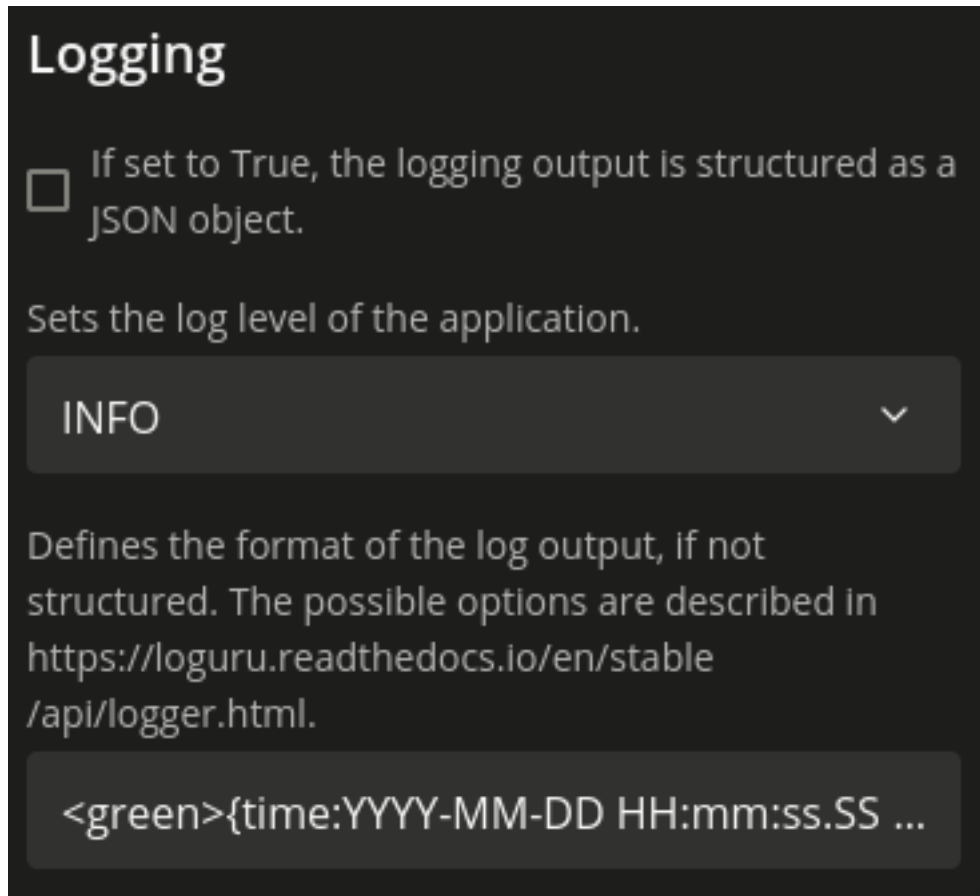 Logging
If set to True, the logging output is structured as a
JSON object.
Sets the log level of the application.
INFO
Defines the format of the log output, if not
structured. The possible options are described in
https://loguru.readthedocs.io/en/stable
/api/logger.html.
<green>{time:YYYY-MM-DD HH:mm:ss.SS ...